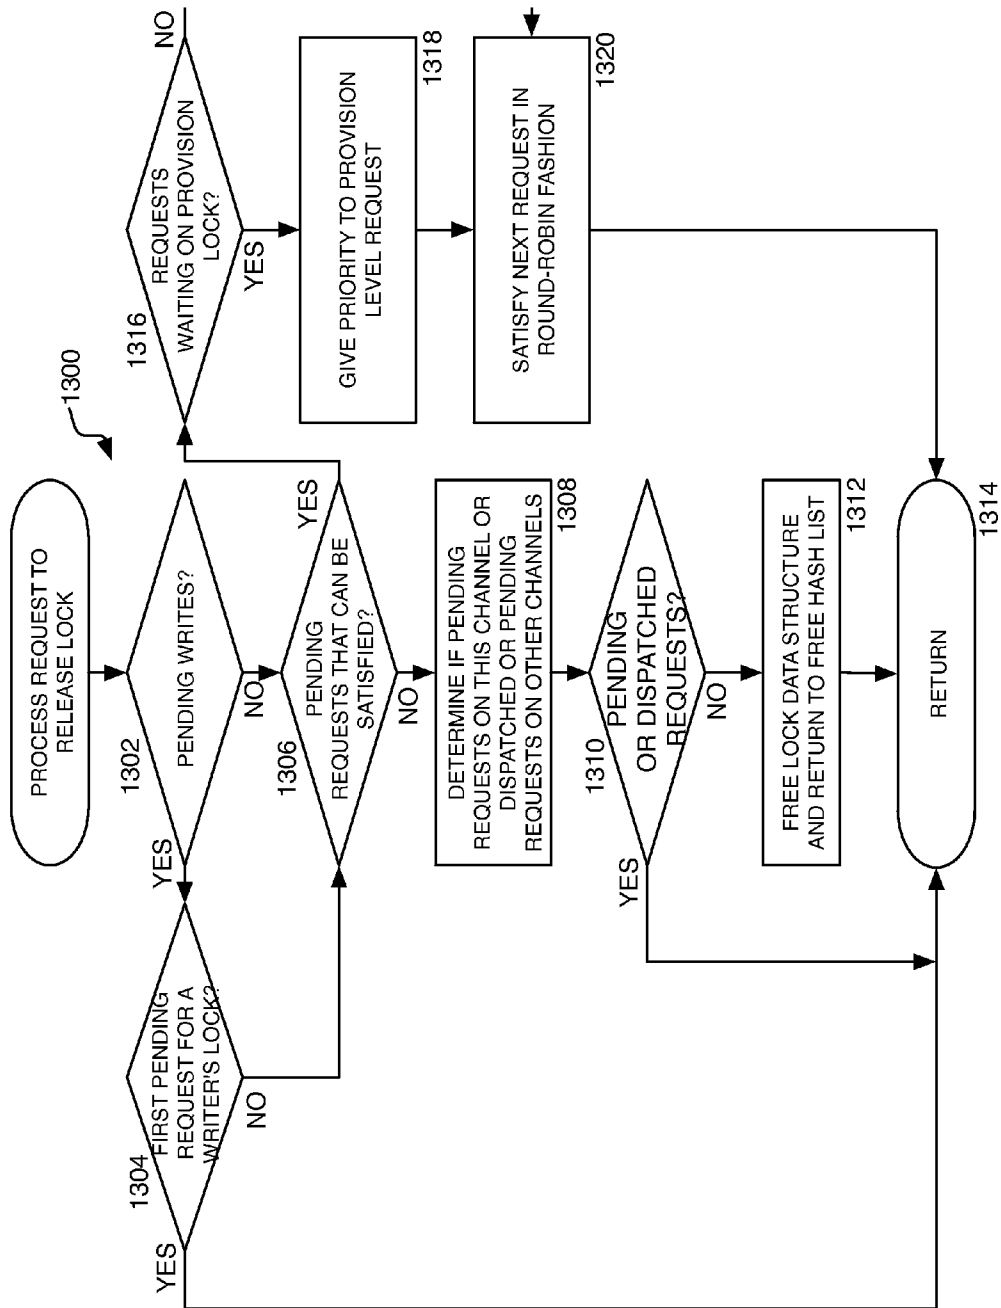 1300
PROCESS REQUEST TO
RELEASE LOCK
1302
PENDING WRITES?
YES
NO
1304
FIRST PENDING
REQUEST FOR A
WRITER'S LOCK?
YES
NO
1306
PENDING
REQUESTS THAT CAN BE
SATISFIED?
YES
NO
1316
REQUESTS
WAITING ON PROVISION
LOCK?
NO
YES
GIVE PRIORITY TO PROVISION
LEVEL REQUEST
1318
SATISFY NEXT REQUEST IN
ROUND-ROBIN FASHION
1320
DETERMINE IF PENDING
REQUESTS ON THIS CHANNEL OR
DISPATCHED OR PENDING
REQUESTS ON OTHER CHANNELS
1308
1310
PENDING
OR DISPATCHED
REQUESTS?
YES
NO
FREE LOCK DATA STRUCTURE
AND RETURN TO FREE HASH LIST
1312
RETURN
1314